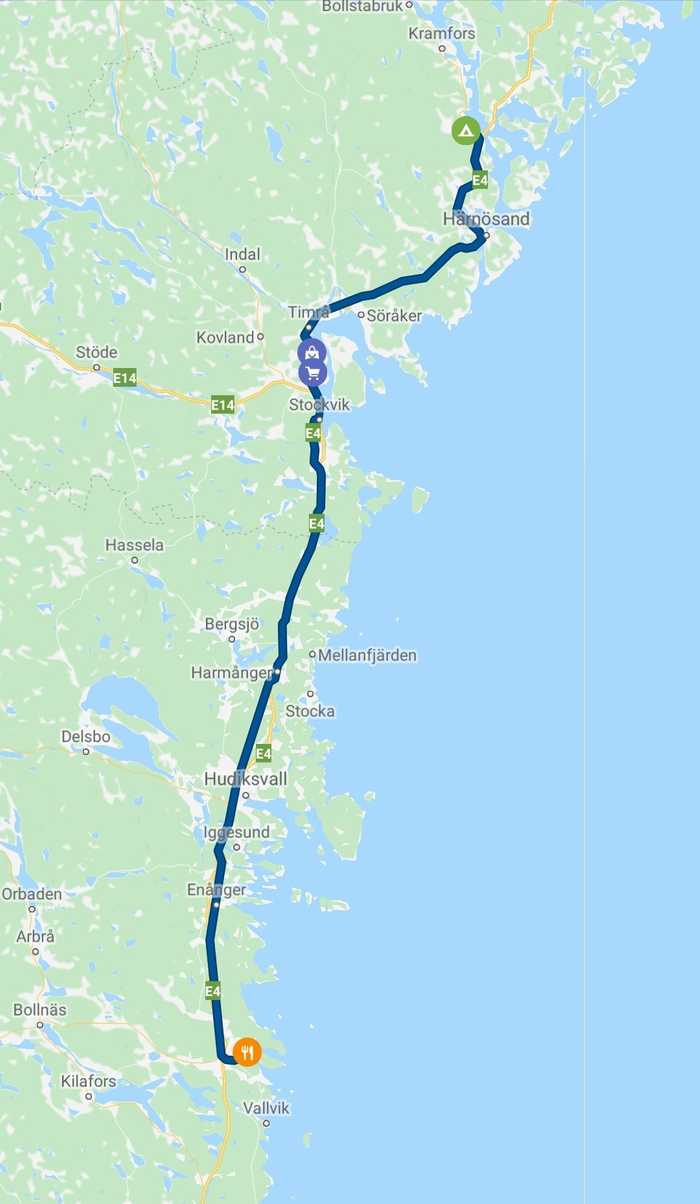 Bollstabruk
Kramfors
E4
Härnösand
Indal
Timrå
Söråker
Kovland
Stöde
E14
E14
Stockvik
E4
E4
Hassela
Bergsjö
Mellanfjärden
Harmånger
Stocka
Delsbo
E4
Hudiksvall
Iggesund
Enånger
Orbaden
Arbrå
E4
Bollnäs
Kilafors
Vallvik